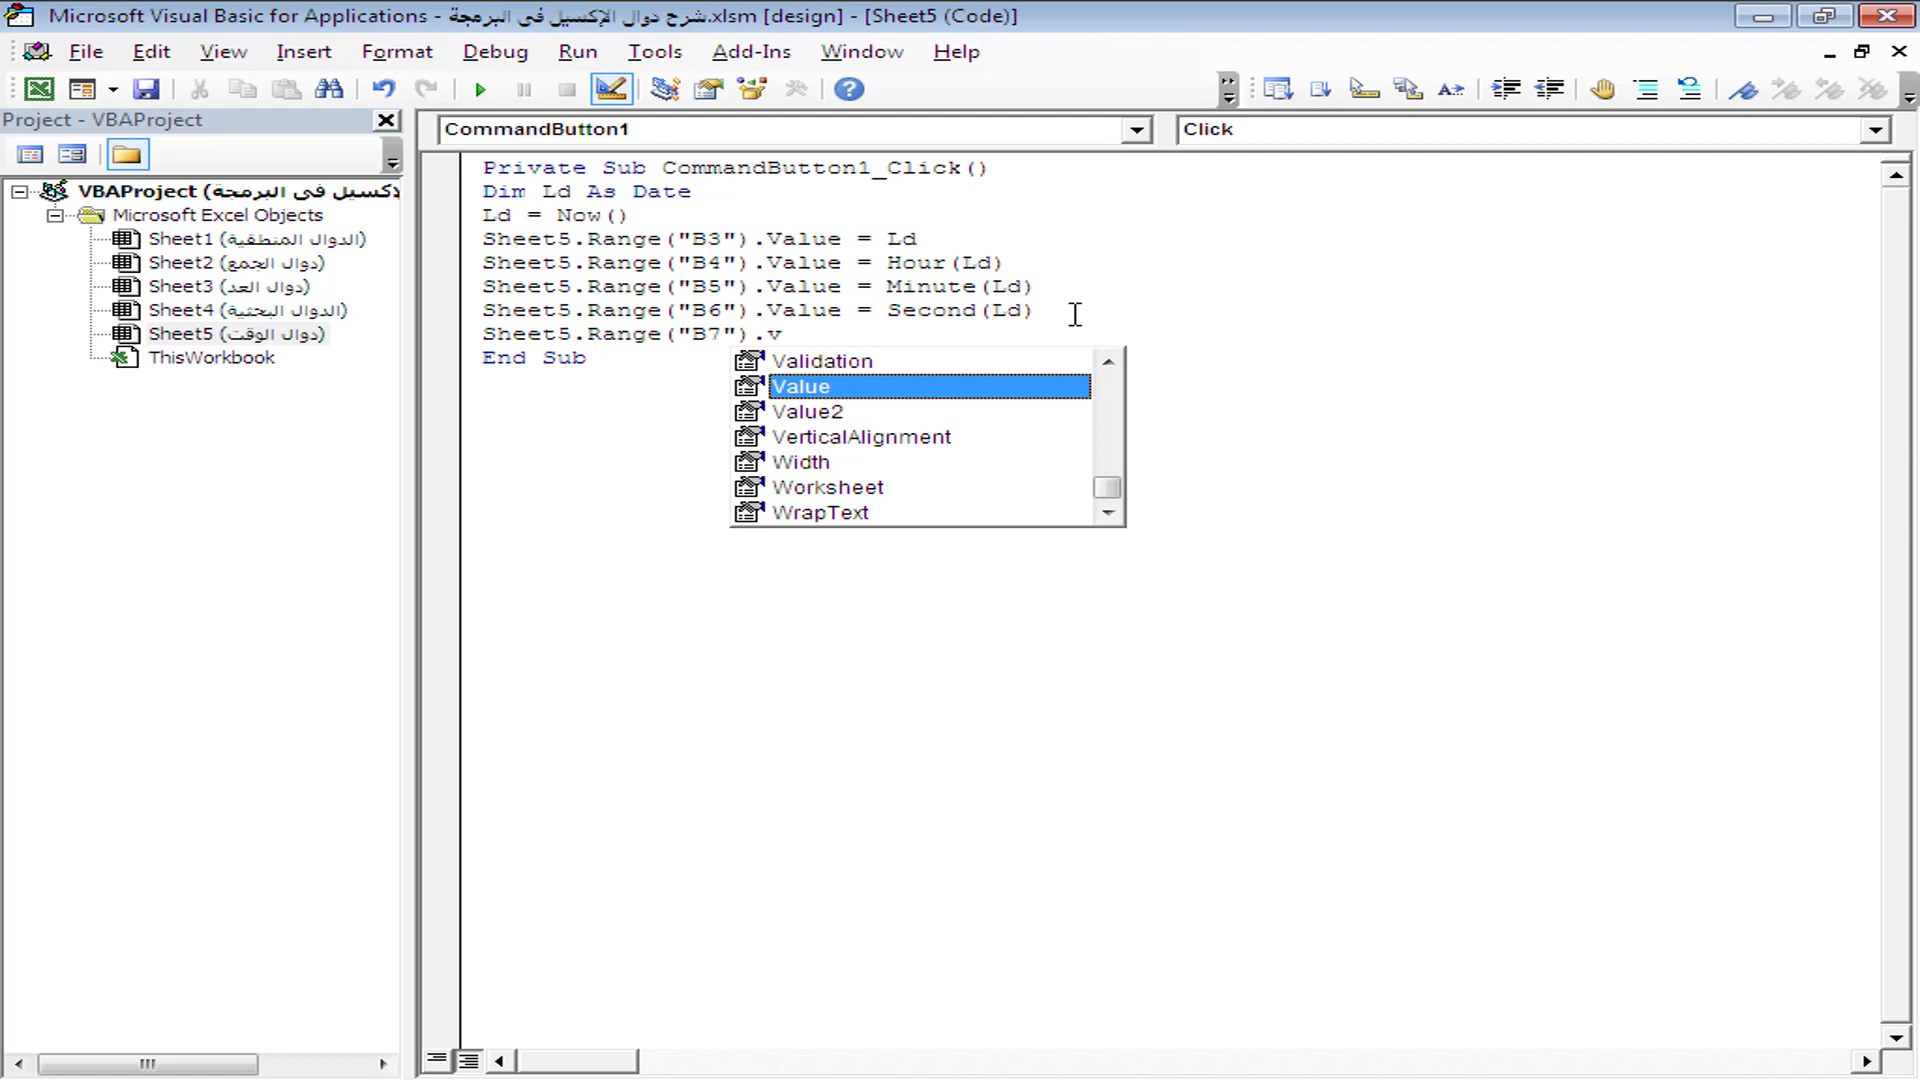 Microsoft Visual Basic for Applications - شرح دوال الإكسيل فى البرمجة.xlsm [design] - [Sheet5 (Code)]
File Edit View Insert Format Debug Run Tools Add-Ins Window Help
Project - VBAProject
CommandButton1
Click
VBAProject (لإكسيل فى البرمجة
Microsoft Excel Objects
Sheet1 (الدوال المنطقية)
Sheet2 (دوال الجمع)
Sheet3 (دوال العد)
Sheet4 (الدوال البحثية)
Sheet5 (دوال الوقت)
ThisWorkbook
Private Sub CommandButton1_Click()
Dim Ld As Date
Ld = Now()
Sheet5.Range("B3").Value = Ld
Sheet5.Range("B4").Value = Hour(Ld)
Sheet5.Range("B5").Value = Minute(Ld)
Sheet5.Range("B6").Value = Second(Ld)
Sheet5.Range("B7").v
End Sub
Validation
Value
Value2
VerticalAlignment
Width
Worksheet
WrapText